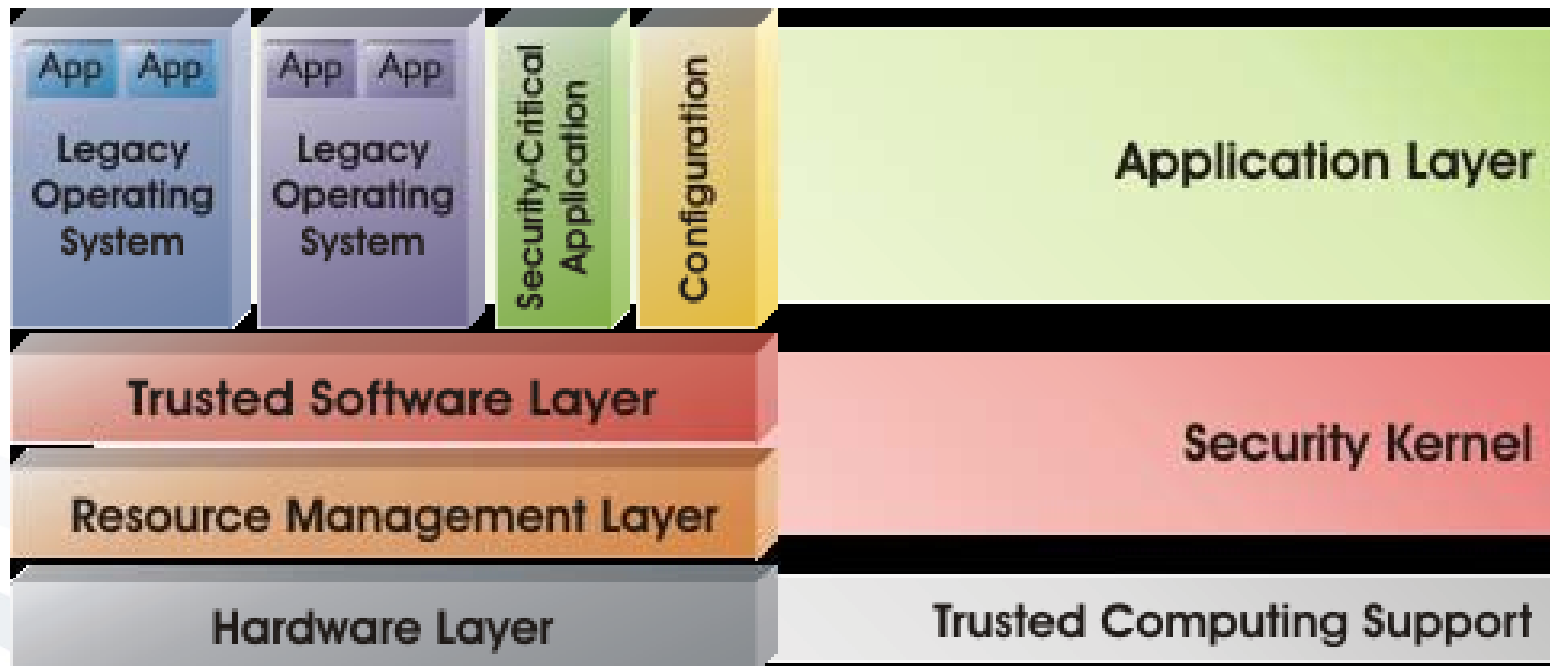 App App
Legacy
Operating
System
App App
Legacy
Operating
System
Security-Critical
Application
Configuration
Application Layer
Trusted Software Layer
Security Kernel
Resource Management Layer
Hardware Layer
Trusted Computing Support